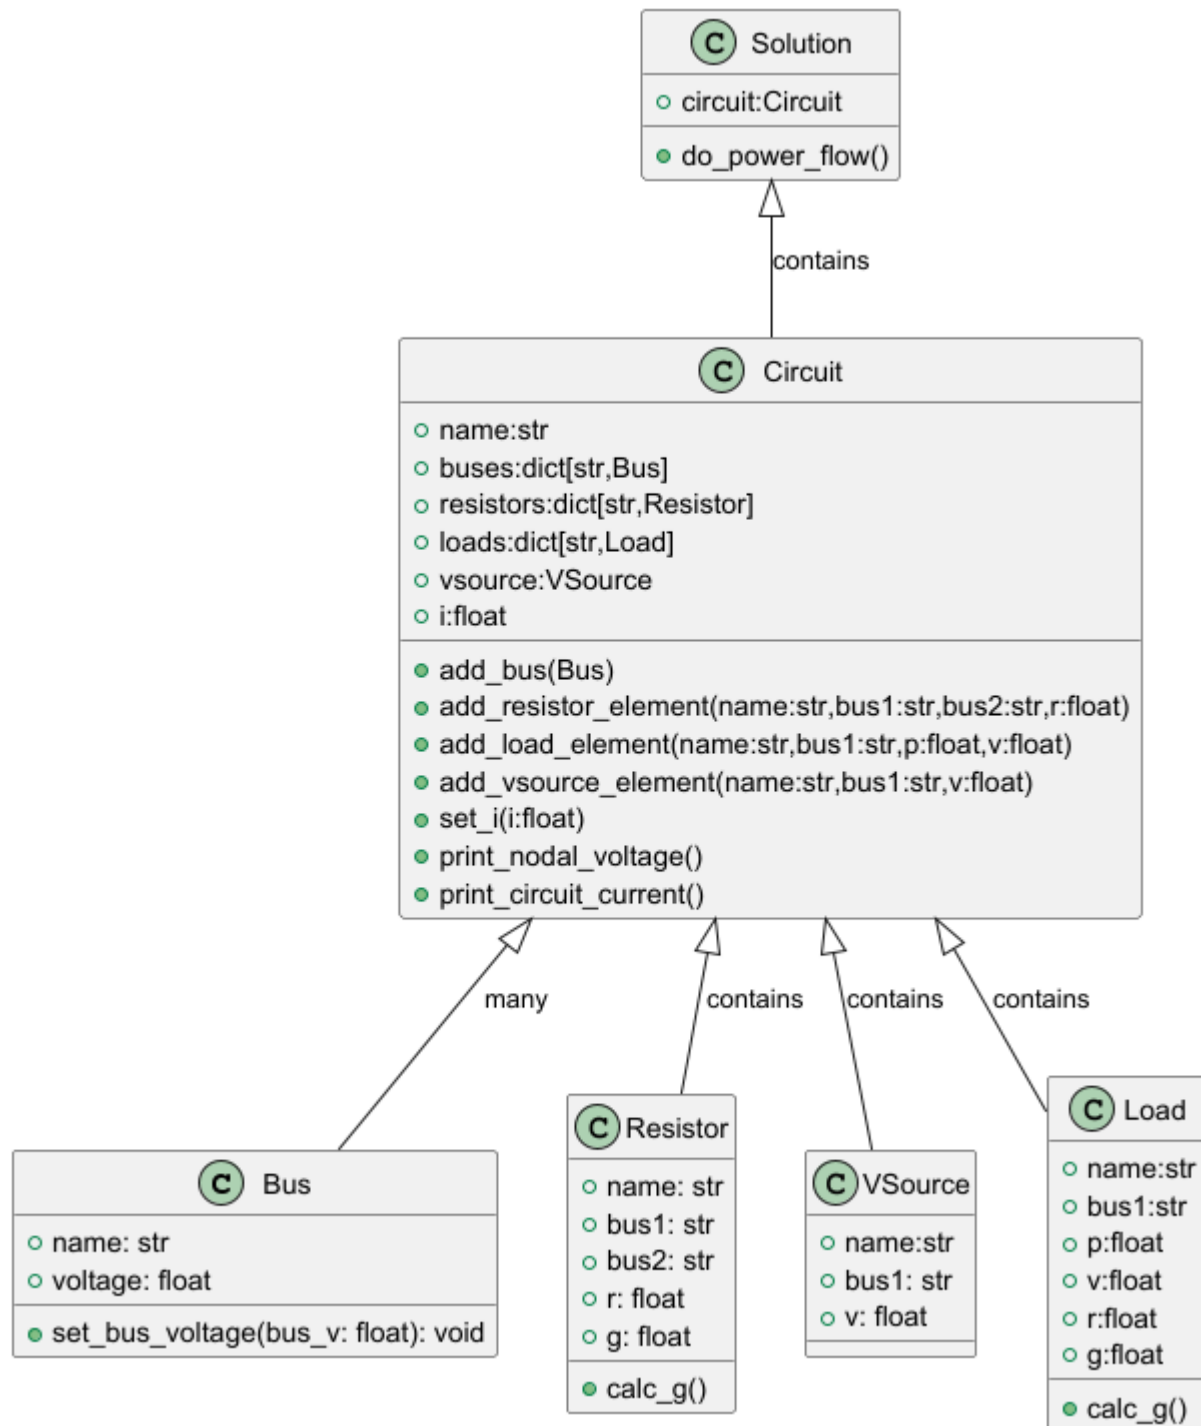 C Solution
circuit:Circuit
do_power_flow()
contains
C Circuit
name:str
buses:dict[str,Bus]
resistors:dict[str,Resistor]
loads:dict[str,Load]
vsource:VSource
i:float
add_bus(Bus)
add_resistor_element(name:str,bus1:str,bus2:str,r:float)
add_load_element(name:str,bus1:str,p:float,v:float)
add_vsource_element(name:str,bus1:str,v:float)
set_i(i:float)
print_nodal_voltage()
print_circuit_current()
many
contains
contains
contains
C Bus
name: str
voltage: float
set_bus_voltage(bus_v: float): void
C Resistor
name: str
bus1: str
bus2: str
r: float
g: float
calc_g()
C VSource
name:str
bus1: str
v: float
C Load
name:str
bus1:str
p:float
v:float
r:float
g:float
calc_g()